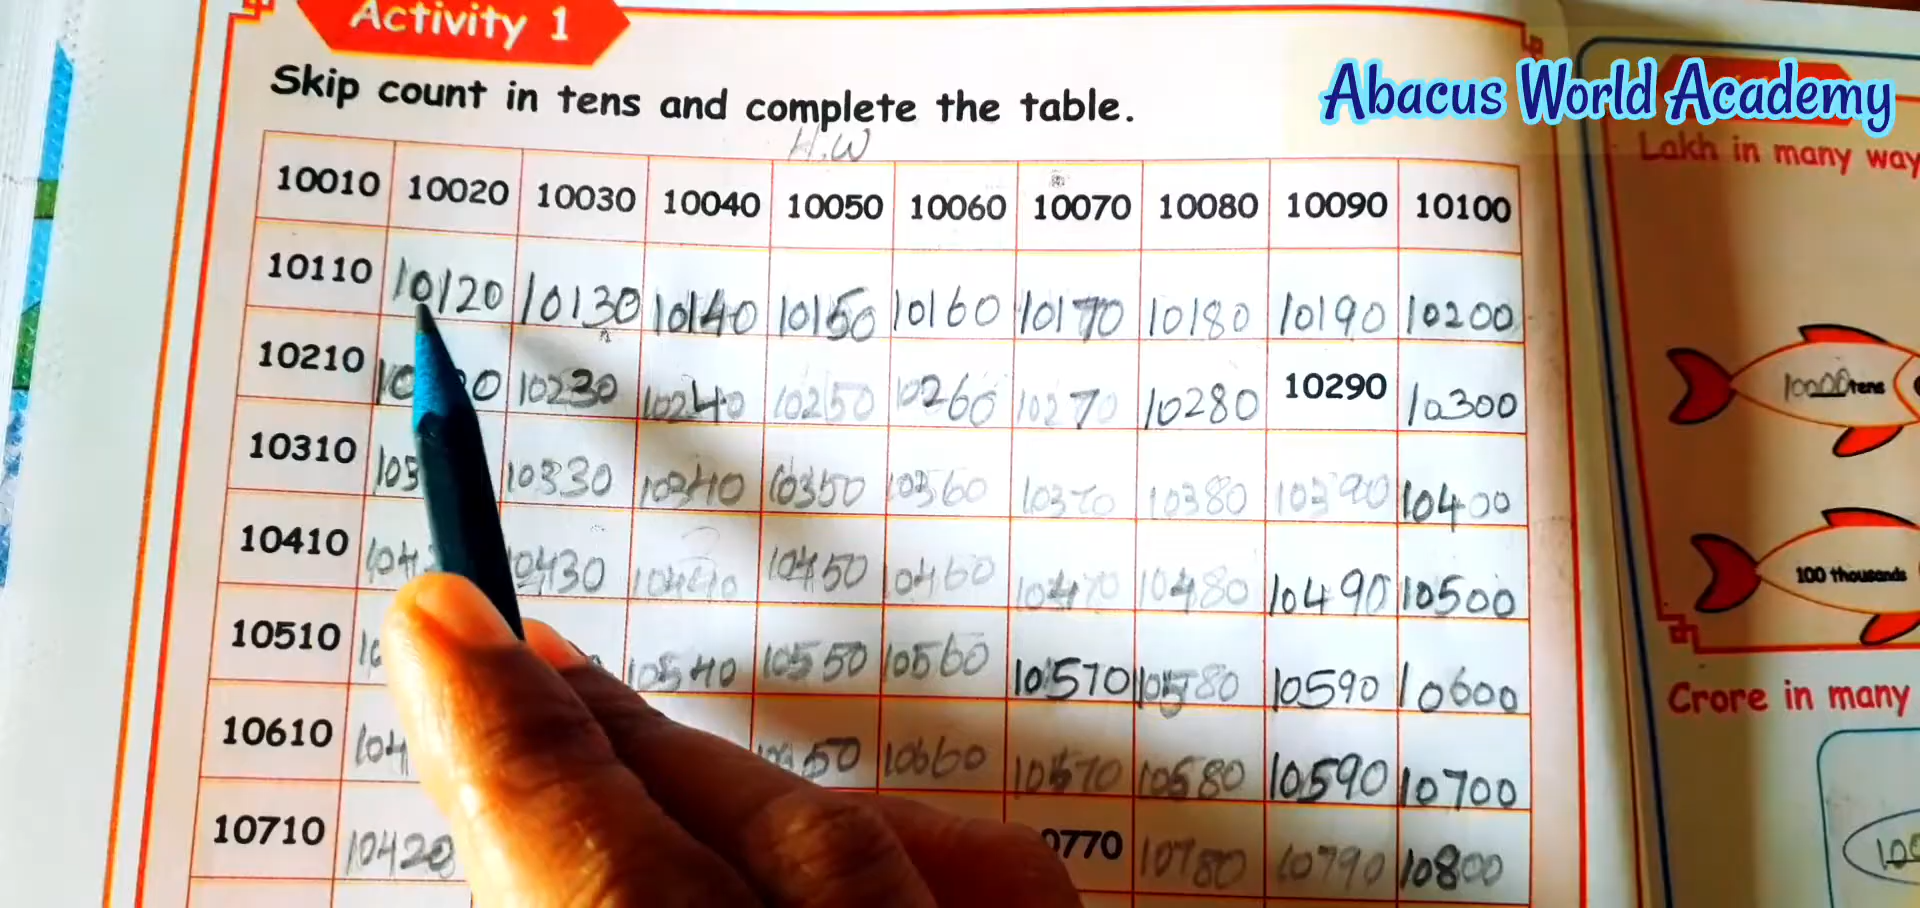 Activity 1
Abacus World Academy
Skip count in tens and complete the table.
H.W
10010 10020 10030 10040 10050 10060 10070 10080 10090 10100
10110 10120 10130 10140 10150 10160 10170 10180 10190 10200
10210 10230 10240 10250 10260 10270 10280 10290 10300
10310 10330 10340 10350 10360 10370 10380 10390 10400
10410 10430 10440 10450 10460 10470 10480 10490 10500
10510 10540 10550 10560 10570 10580 10590 10600
10610 10660 10670 10580 10590 10700
10710 10420 10780 10790 10800
Lakh in many
tens
100 thousands
Crore in many